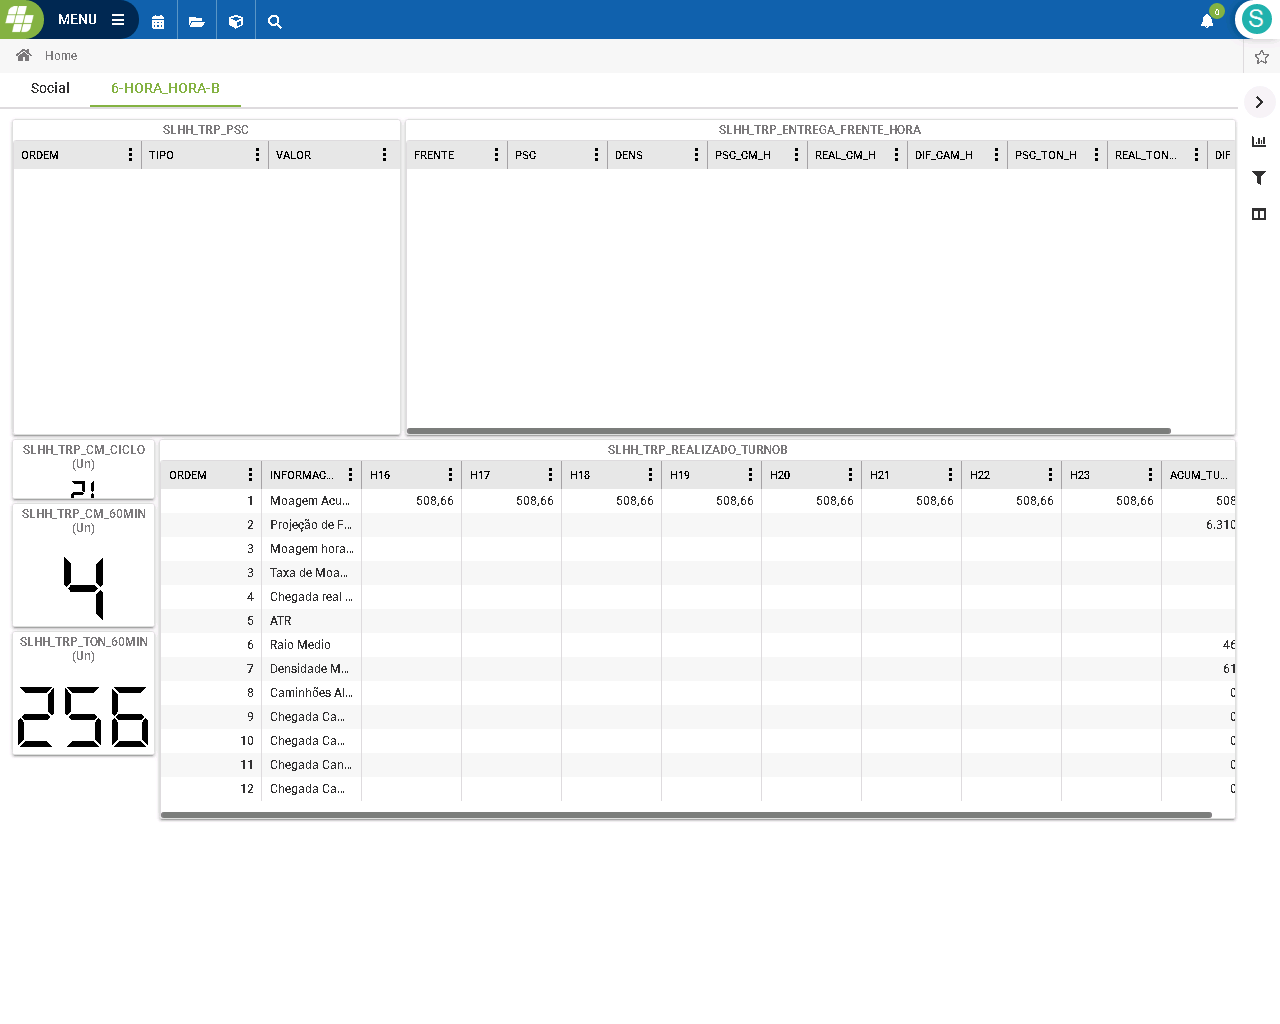 MENU
0
S
Home
Social 6-HORA_HORA-B
SLHH_TRP_PSC
ORDEM TIPO VALOR
SLHH_TRP_ENTREGA_FRENTE_HORA
FRENTE PSC DENS PSC_CM_H REAL_CM_H DIF_CAM_H PSC_TON_H REAL_TON... DIF
SLHH_TRP_CM_CICLO
(Un)
21
SLHH_TRP_CM_60MIN
(Un)
4
SLHH_TRP_TON_60MIN
(Un)
256
SLHH_TRP_REALIZADO_TURNOB
ORDEM INFORMAC... H16 H17 H18 H19 H20 H21 H22 H23 ACUM_TU...
1 Moagem Acu... 508,66 508,66 508,66 508,66 508,66 508,66 508,66 508,66 508
2 Projeção de F... 6.310
3 Moagem hora...
3 Taxa de Moa...
4 Chegada real ...
5 ATR
6 Raio Medio 46
7 Densidade M... 61
8 Caminhões Al... 0
9 Chegada Ca... 0
10 Chegada Ca... 0
11 Chegada Can... 0
12 Chegada Ca... 0